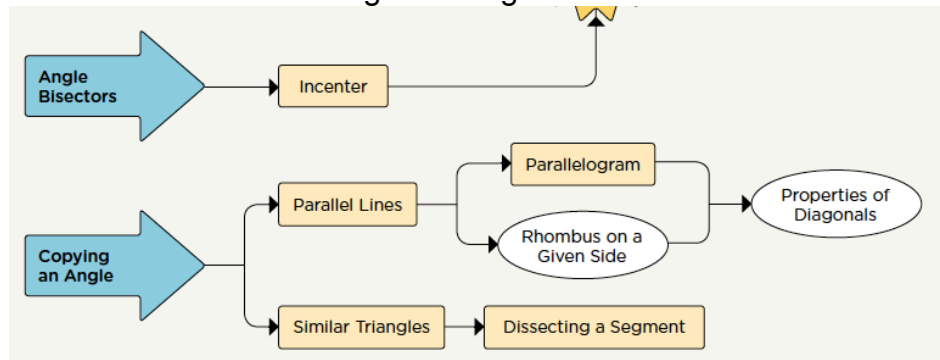 Angle
Bisectors
Incenter
Parallelogram
Properties of
Diagonals
Parallel Lines
Rhombus on a
Given Side
Copying
an Angle
Similar Triangles
Dissecting a Segment